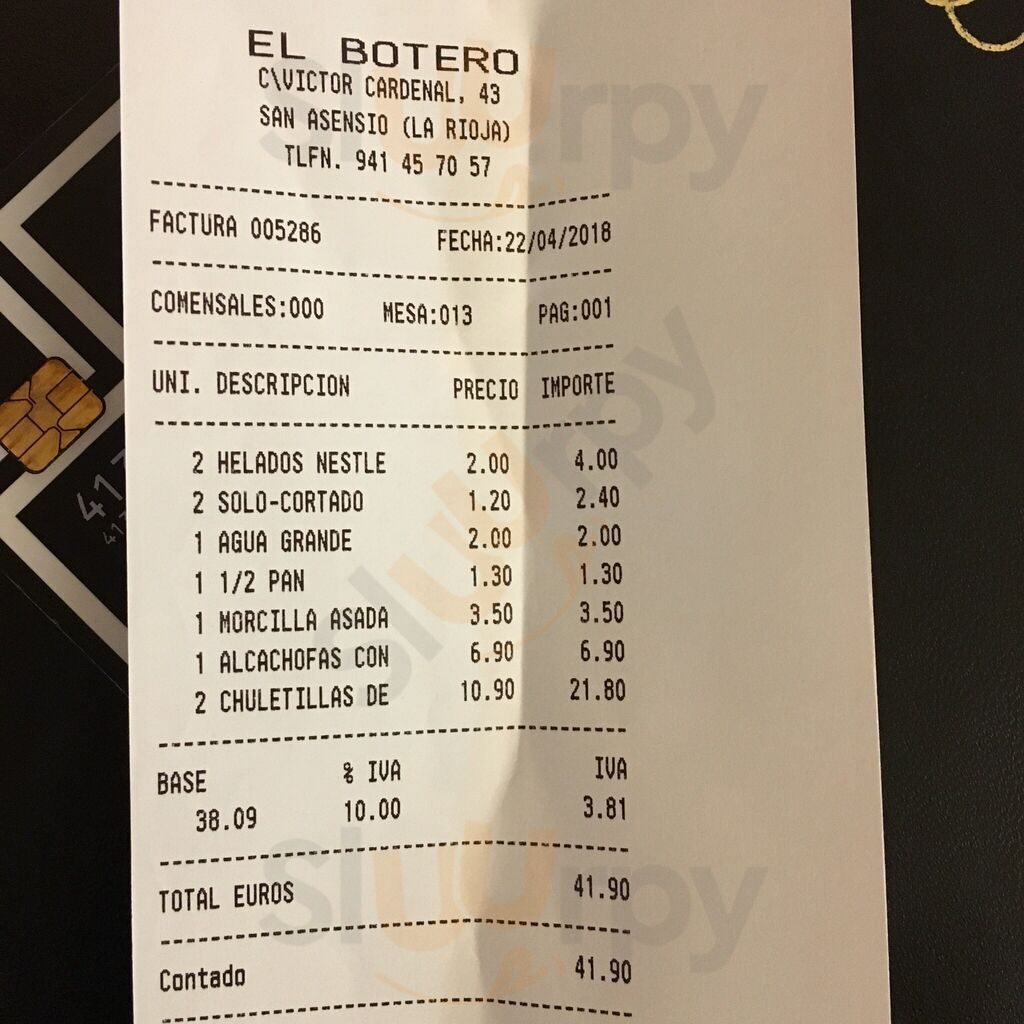 EL BOTERO
C\VICTOR CARDENAL, 43
SAN ASENSIO (LA RIOJA)
TLFN. 941 45 70 57
FACTURA 005286 FECHA:22/04/2018
COMENSALES:000 MESA:013 PAG:001
UNI. DESCRIPCION PRECIO IMPORTE
2 HELADOS NESTLE 2.00 4.00
2 SOLO-CORTADO 1.20 2.40
1 AGUA GRANDE 2.00 2.00
1 1/2 PAN 1.30 1.30
1 MORCILLA ASADA 3.50 3.50
1 ALCACHOFAS CON 6.90 6.90
2 CHULETILLAS DE 10.90 21.80
BASE % IVA IVA
38.09 10.00 3.81
TOTAL EUROS 41.90
Contado 41.90
Sluurpy
Sluurpy
Sluurpy